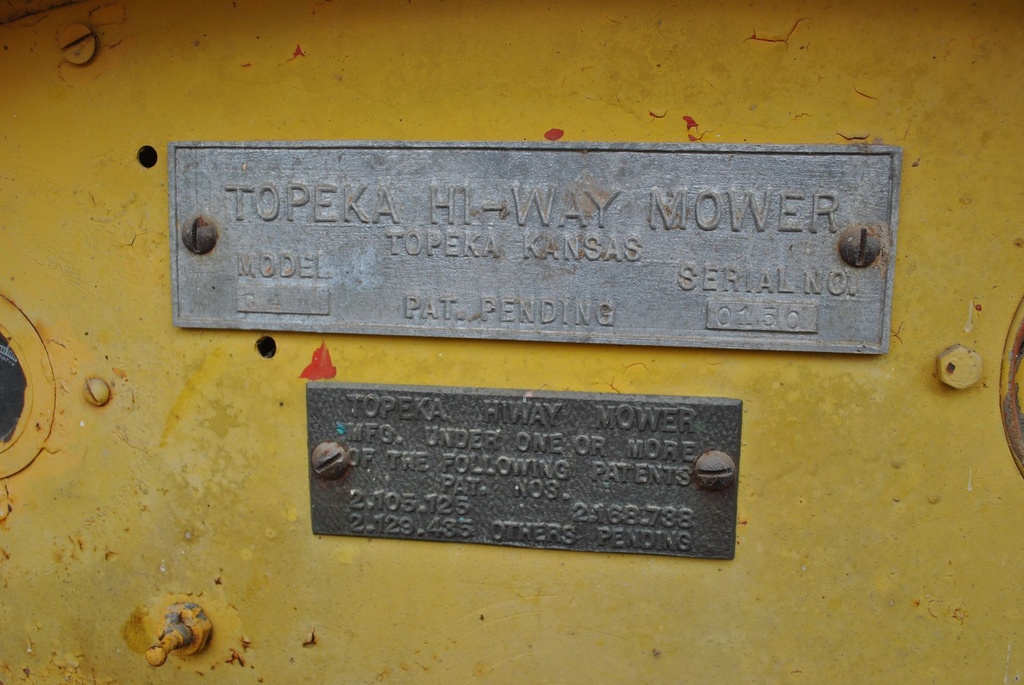 TOPEKA HI-WAY MOWER
TOPEKA KANSAS
MODEL SERIAL NO.
PAT. PENDING 0150
TOPEKA HIWAY MOWER
MFG. UNDER ONE OR MORE
OF THE FOLLOWING PATENTS
PAT. NOS.
2.105.125 2.168.738
2.129.435 OTHERS PENDING